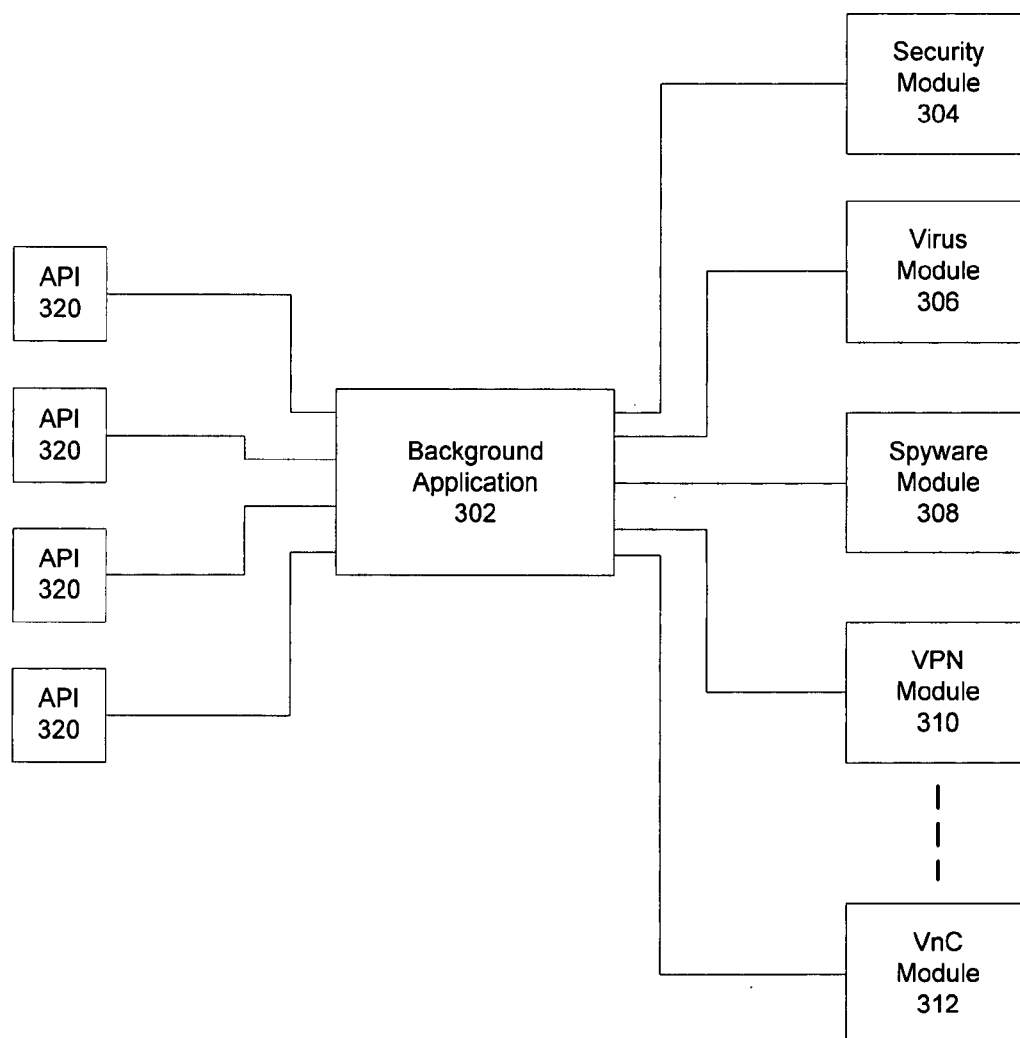 Security
Module
304
Virus
Module
306
API
320
API
320
Background
Application
302
Spyware
Module
308
API
320
VPN
Module
310
API
320
VnC
Module
312